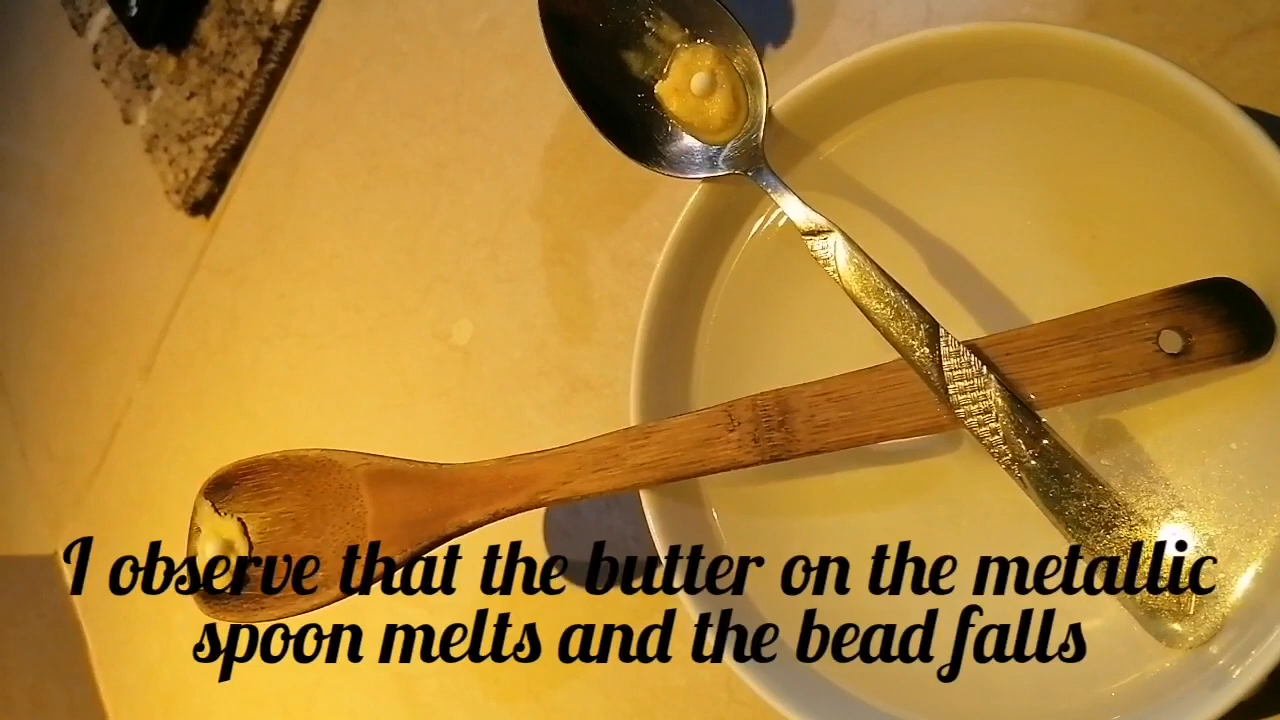 I observe that the butter on the metallic
spoon melts and the bead falls